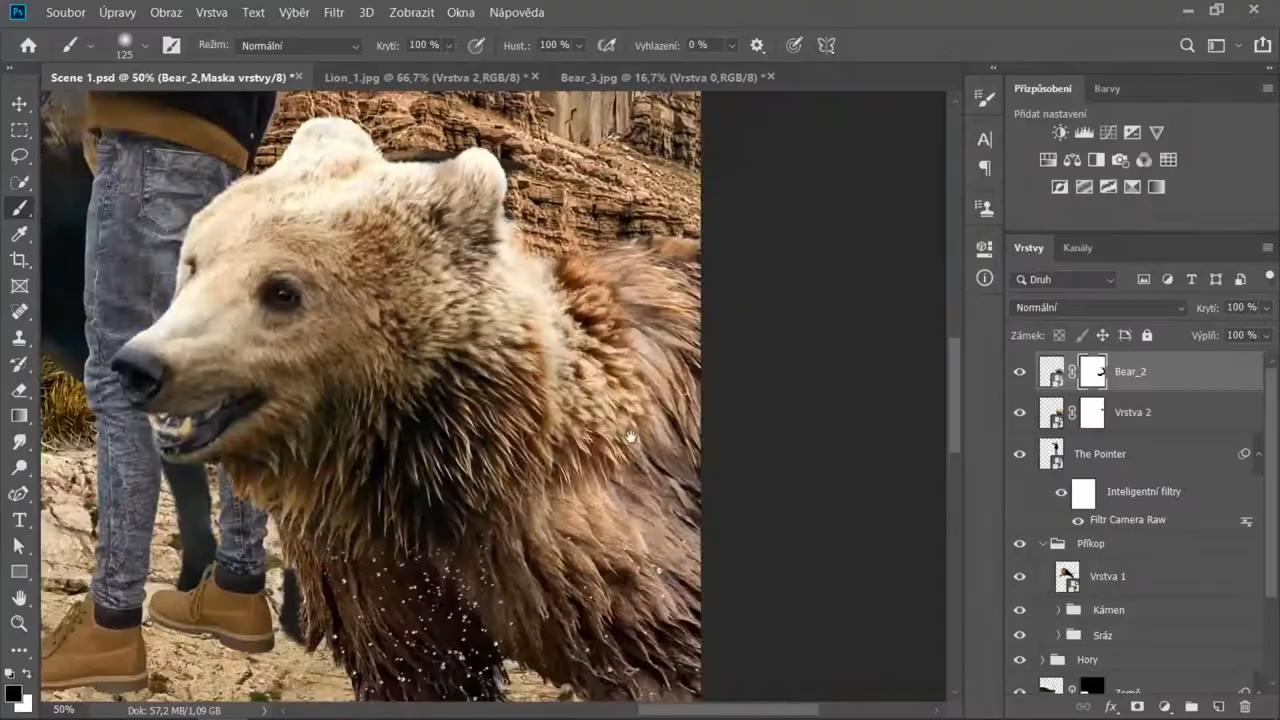 Ps Soubor Úpravy Obraz Vrstva Text Výběr Filtr 3D Zobrazit Okna Nápověda
125 Režim: Normální Krytí: 100 % Hust.: 100 % Vyhlazení: 0 %
Scene 1.psd @ 50% (Bear_2,Maska vrstvy/8) * Lion_1.jpg @ 66,7% (Vrstva 2,RGB/8) * Bear_3.jpg @ 16,7% (Vrstva 0,RGB/8) *
Přizpůsobení Barvy
Přidat nastavení
Vrstvy Kanály
Druh
Normální Krytí: 100 %
Zámek: Výplň: 100 %
Bear_2
Vrstva 2
The Pointer
Inteligentní filtry
Filtr Camera Raw
Příkop
Vrstva 1
Kámen
Sráz
Hory
Země
50% Dok: 57,2 MB/1,09 GB